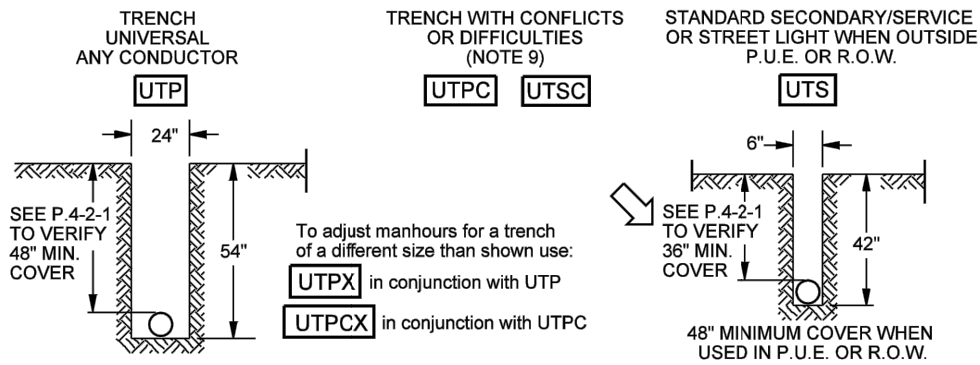 TRENCH
UNIVERSAL
ANY CONDUCTOR
UTP
24"
SEE P.4-2-1
TO VERIFY
48" MIN.
COVER
54"
TRENCH WITH CONFLICTS
OR DIFFICULTIES
(NOTE 9)
UTPC UTSC
To adjust manhours for a trench
of a different size than shown use:
UTPX in conjunction with UTP
UTPCX in conjunction with UTPC
STANDARD SECONDARY/SERVICE
OR STREET LIGHT WHEN OUTSIDE
P.U.E. OR R.O.W.
UTS
6"
SEE P.4-2-1
TO VERIFY
36" MIN.
COVER
42"
48" MINIMUM COVER WHEN
USED IN P.U.E. OR R.O.W.